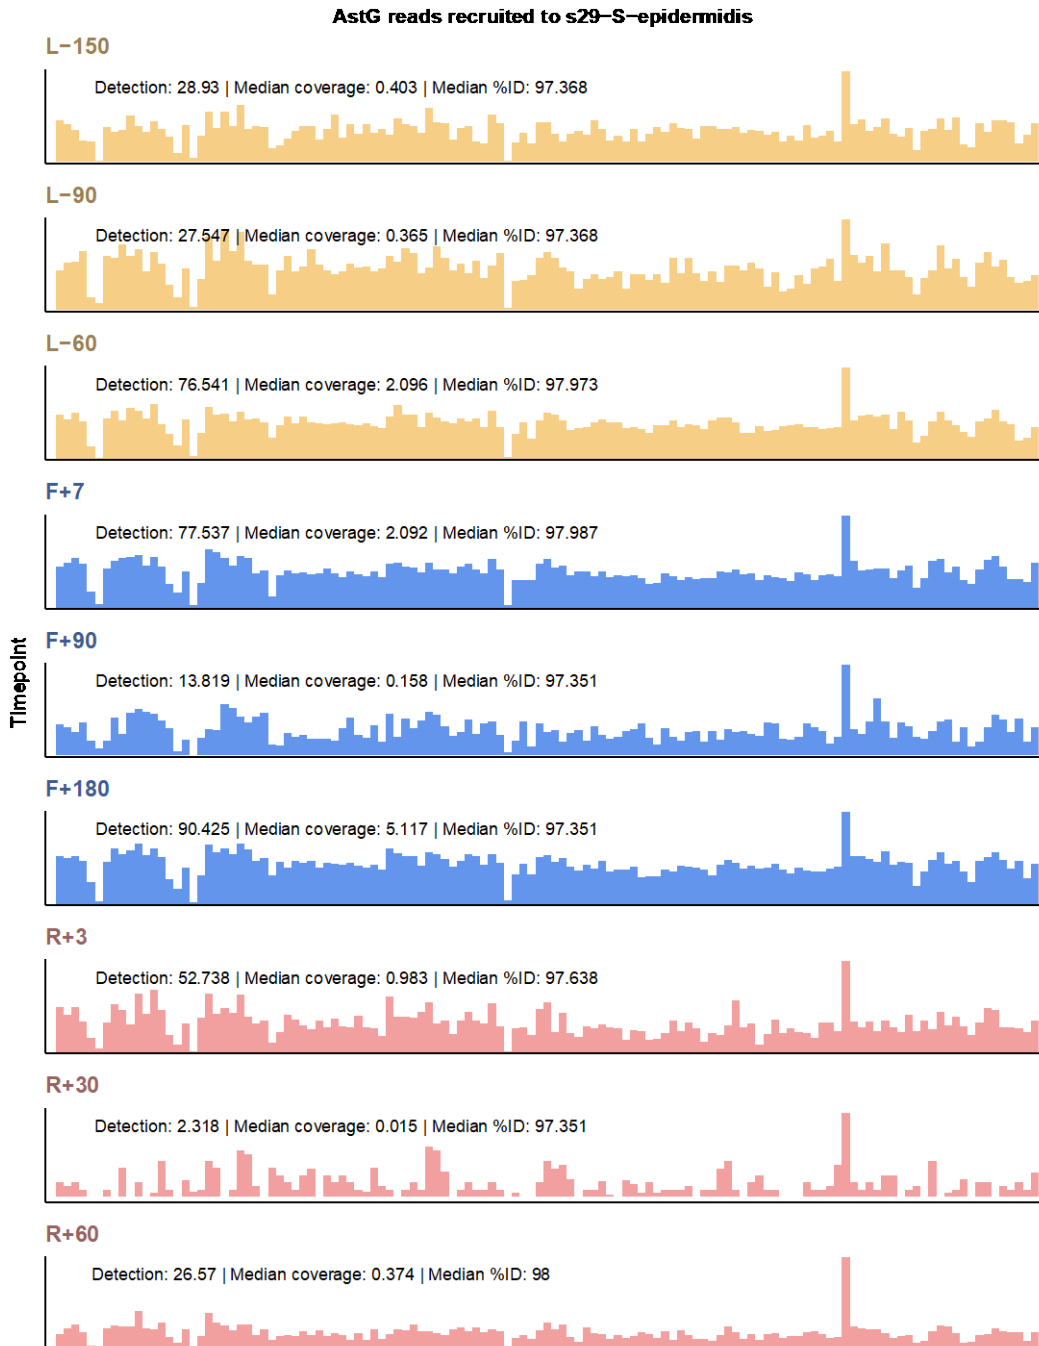 AstG reads recruited to s29−S−epidermidis
L−150
Detection: 28.93 | Median coverage: 0.403 | Median %ID: 97.368
L−90
Detection: 27.547 | Median coverage: 0.365 | Median %ID: 97.368
L−60
Detection: 76.541 | Median coverage: 2.096 | Median %ID: 97.973
F+7
Detection: 77.537 | Median coverage: 2.092 | Median %ID: 97.987
Timepoint
F+90
Detection: 13.819 | Median coverage: 0.158 | Median %ID: 97.351
F+180
Detection: 90.425 | Median coverage: 5.117 | Median %ID: 97.351
R+3
Detection: 52.738 | Median coverage: 0.983 | Median %ID: 97.638
R+30
Detection: 2.318 | Median coverage: 0.015 | Median %ID: 97.351
R+60
Detection: 26.57 | Median coverage: 0.374 | Median %ID: 98